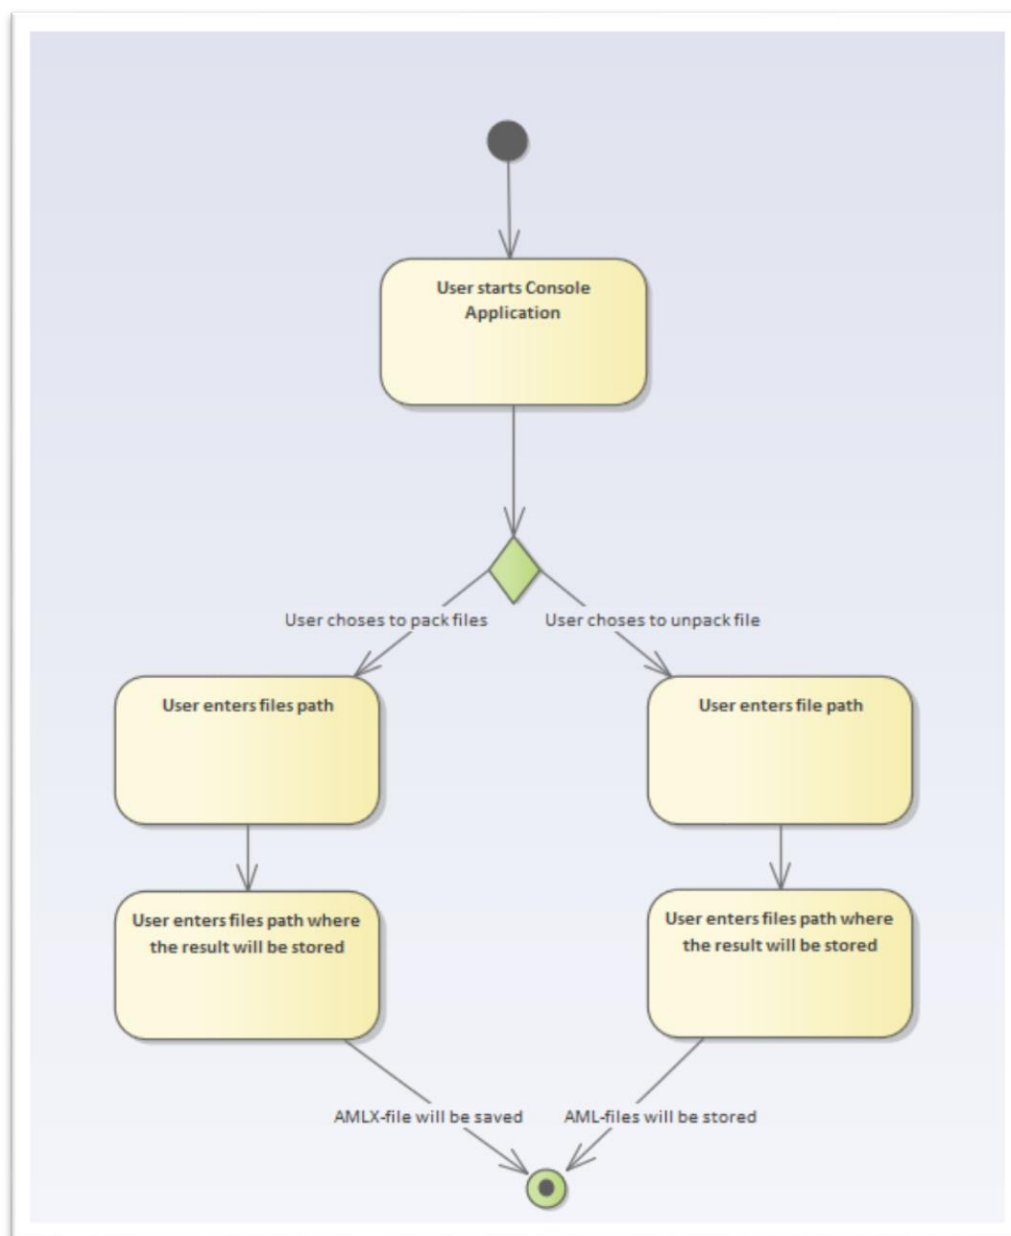 User starts Console
Application
User choses to pack files
User choses to unpack file
User enters files path
User enters file path
User enters files path where
the result will be stored
User enters files path where
the result will be stored
AMLX-file will be saved
AML-files will be stored